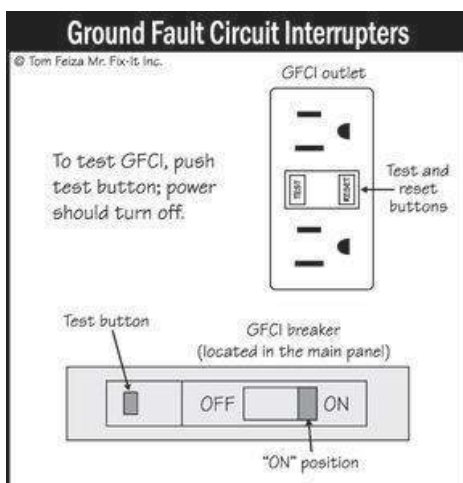 Ground Fault Circuit Interrupters
© Tom Feiza Mr. Fix-It Inc.
GFCI outlet
To test GFCI, push
test button; power
should turn off.
TEST
RESET
Test and
reset
buttons
Test button
GFCI breaker
(located in the main panel)
OFF
ON
"ON" position